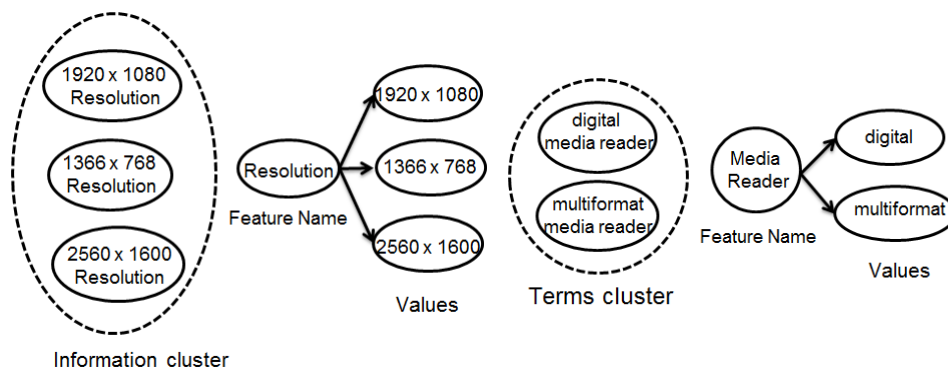 1920 x 1080
Resolution
1366 x 768
Resolution
2560 x 1600
Resolution
Information cluster
Resolution
Feature Name
1920 x 1080
1366 x 768
2560 x 1600
Values
digital
media reader
multiformat
media reader
Terms cluster
Media
Reader
Feature Name
digital
multiformat
Values